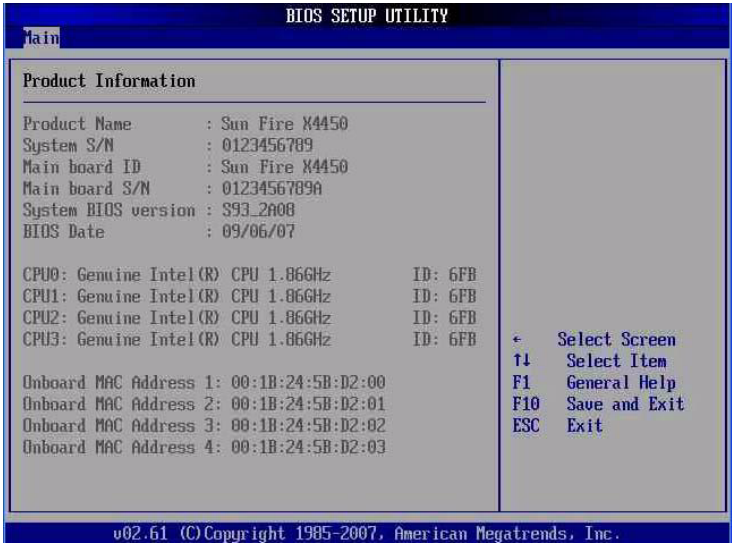 BIOS SETUP UTILITY
Main
Product Information
Product Name : Sun Fire X4450
System S/N : 0123456789
Main board ID : Sun Fire X4450
Main board S/N : 0123456789A
System BIOS version : S93_2A08
BIOS Date : 09/06/07
CPU0: Genuine Intel(R) CPU 1.86GHz ID: 6FB
CPU1: Genuine Intel(R) CPU 1.86GHz ID: 6FB
CPU2: Genuine Intel(R) CPU 1.86GHz ID: 6FB
CPU3: Genuine Intel(R) CPU 1.86GHz ID: 6FB
Onboard MAC Address 1: 00:1B:24:5B:D2:00
Onboard MAC Address 2: 00:1B:24:5B:D2:01
Onboard MAC Address 3: 00:1B:24:5B:D2:02
Onboard MAC Address 4: 00:1B:24:5B:D2:03
← Select Screen
↑↓ Select Item
F1 General Help
F10 Save and Exit
ESC Exit
v02.61 (C)Copyright 1985-2007, American Megatrends, Inc.